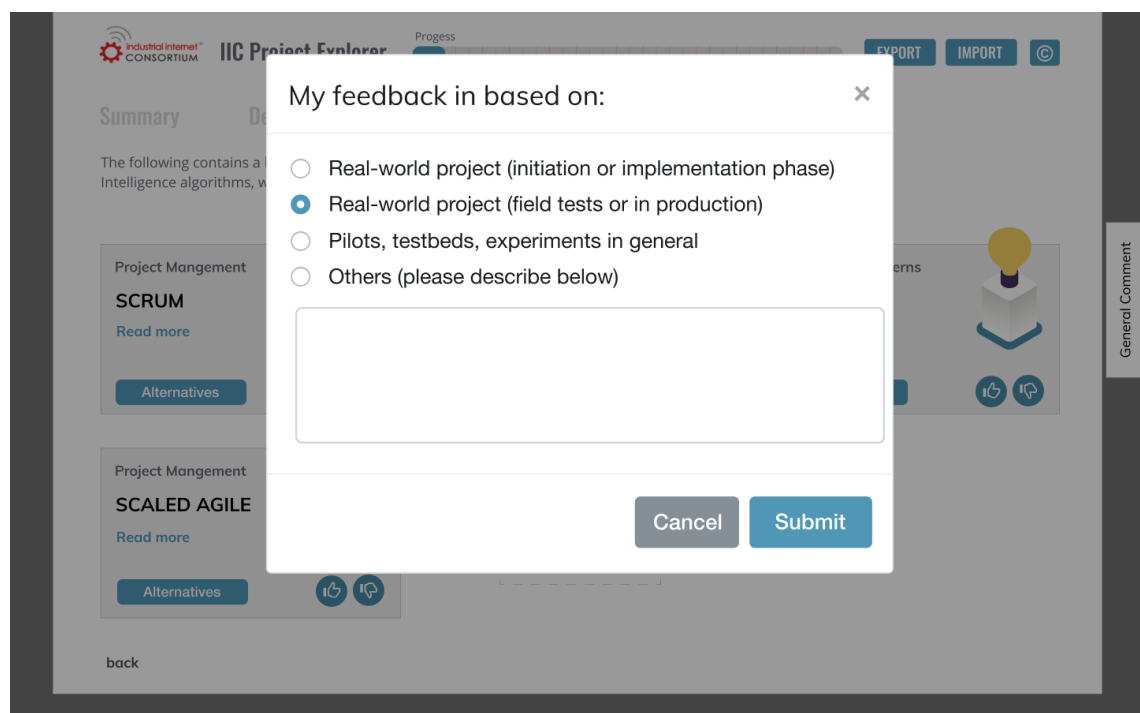 industrial internet
CONSORTIUM
IIC Project Explorer
Progess
EXPORT
IMPORT
©
Summary
The following contains a
Intelligence algorithms, w
My feedback in based on:
×
Real-world project (initiation or implementation phase)
Real-world project (field tests or in production)
Pilots, testbeds, experiments in general
Others (please describe below)
Cancel
Submit
Project Mangement
SCRUM
Read more
Alternatives
General Comment
Project Mangement
SCALED AGILE
Read more
Alternatives
back